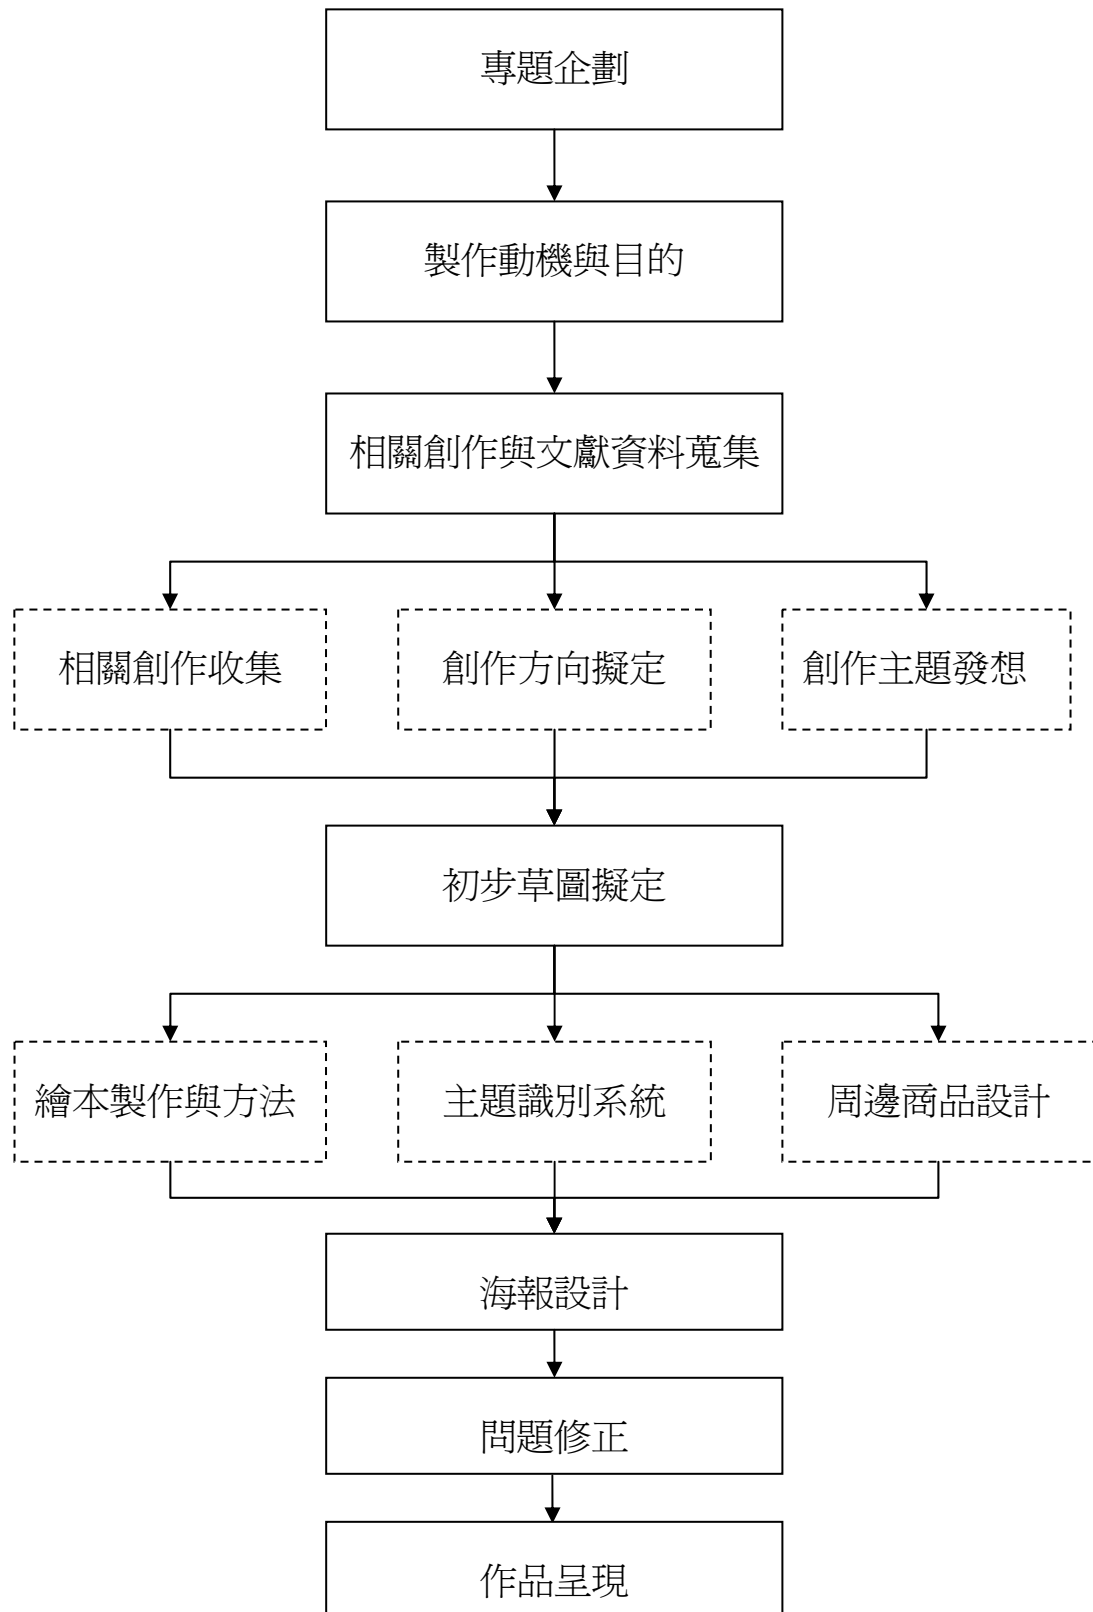 專題企劃
製作動機與目的
相關創作與文獻資料蒐集
相關創作收集
創作方向擬定
創作主題發想
初步草圖擬定
繪本製作與方法
主題識別系統
周邊商品設計
海報設計
問題修正
作品呈現